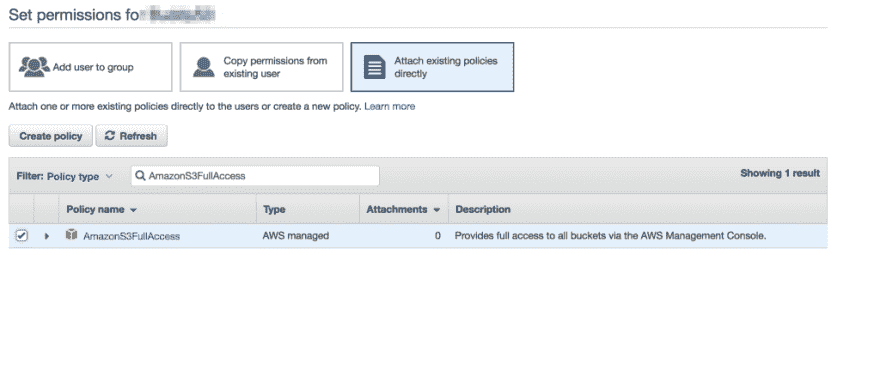 Set permissions fo
Add user to group
Copy permissions from
existing user
Attach existing policies
directly
Attach one or more existing policies directly to the users or create a new policy. Learn more
Create policy
Refresh
Filter: Policy type
AmazonS3FullAccess
Showing 1 result
Policy name
Type
Attachments
Description
AmazonS3FullAccess
AWS managed
0
Provides full access to all buckets via the AWS Management Console.